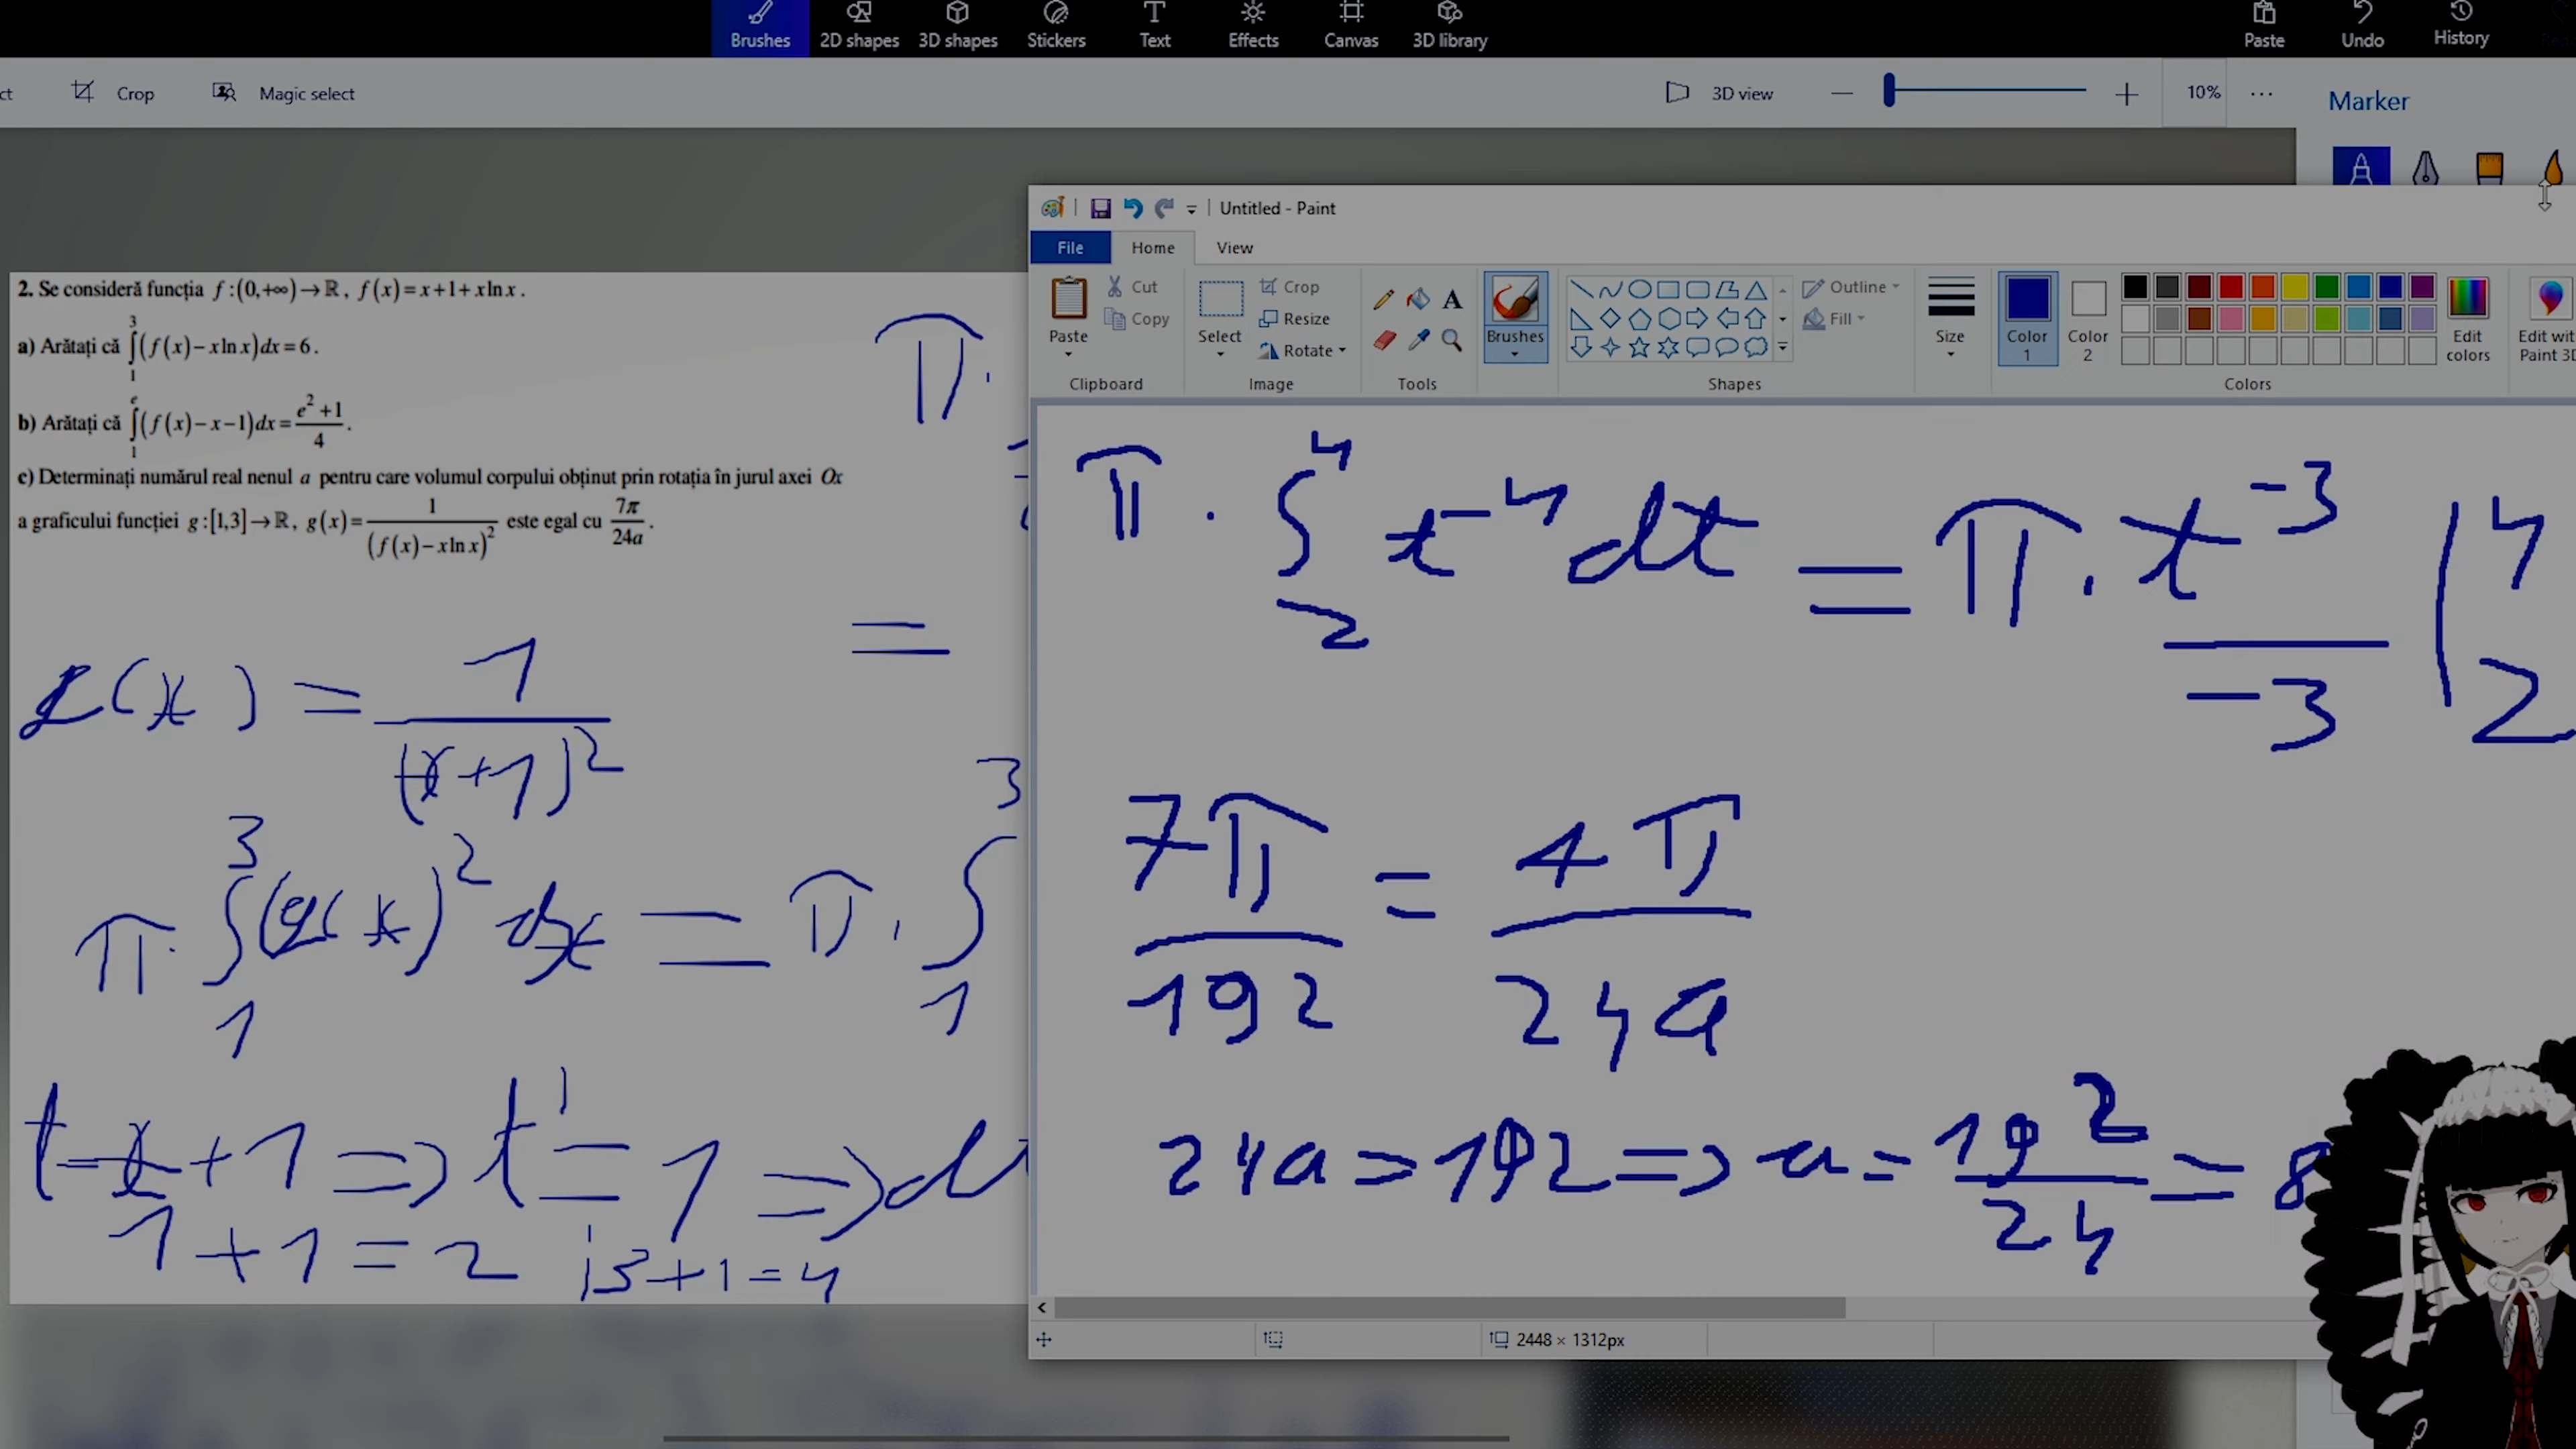 Brushes 2D shapes 3D shapes Stickers Text Effects Canvas 3D library Paste Undo History
ct Crop Magic select 3D view 10% ... Marker
2. Se consideră funcția f:(0,+∞)→ℝ, f(x)=x+1+xlnx.
a) Arătați că ∫₁³(f(x)−xlnx)dx=6.
b) Arătați că ∫₁ᵉ(f(x)−x−1)dx=(e²+1)/4.
c) Determinați numărul real nenul a pentru care volumul corpului obținut prin rotația în jurul axei Ox
a graficului funcției g:[1,3]→ℝ, g(x)=1/(f(x)−xlnx)² este egal cu 7π/24a.
π·
=
g(x) = 1/(x+1)²
π·∫₁³(g(x))²dx = π·∫₁³
t=x+1 => t'=1 => dt
1+1=2 3+1=4
Untitled - Paint
File Home View
Paste Cut Copy Select Crop Resize Rotate Brushes Outline Fill Size Color 1 Color 2 Edit colors Edit wit Paint 3D
Clipboard Image Tools Shapes Colors
π·∫₂⁴ t⁻⁴dt = π·t⁻³/−3 |₂⁴
7π/192 = 4π/24a
24a=192=>a=192/24=8
2448 × 1312px